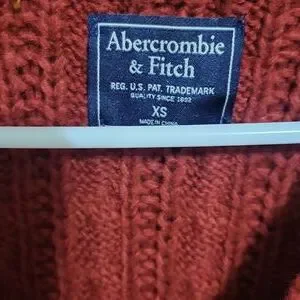 Abercrombie
& Fitch
REG. U.S. PAT. TRADEMARK
QUALITY SINCE 1892
XS
MADE IN CHINA